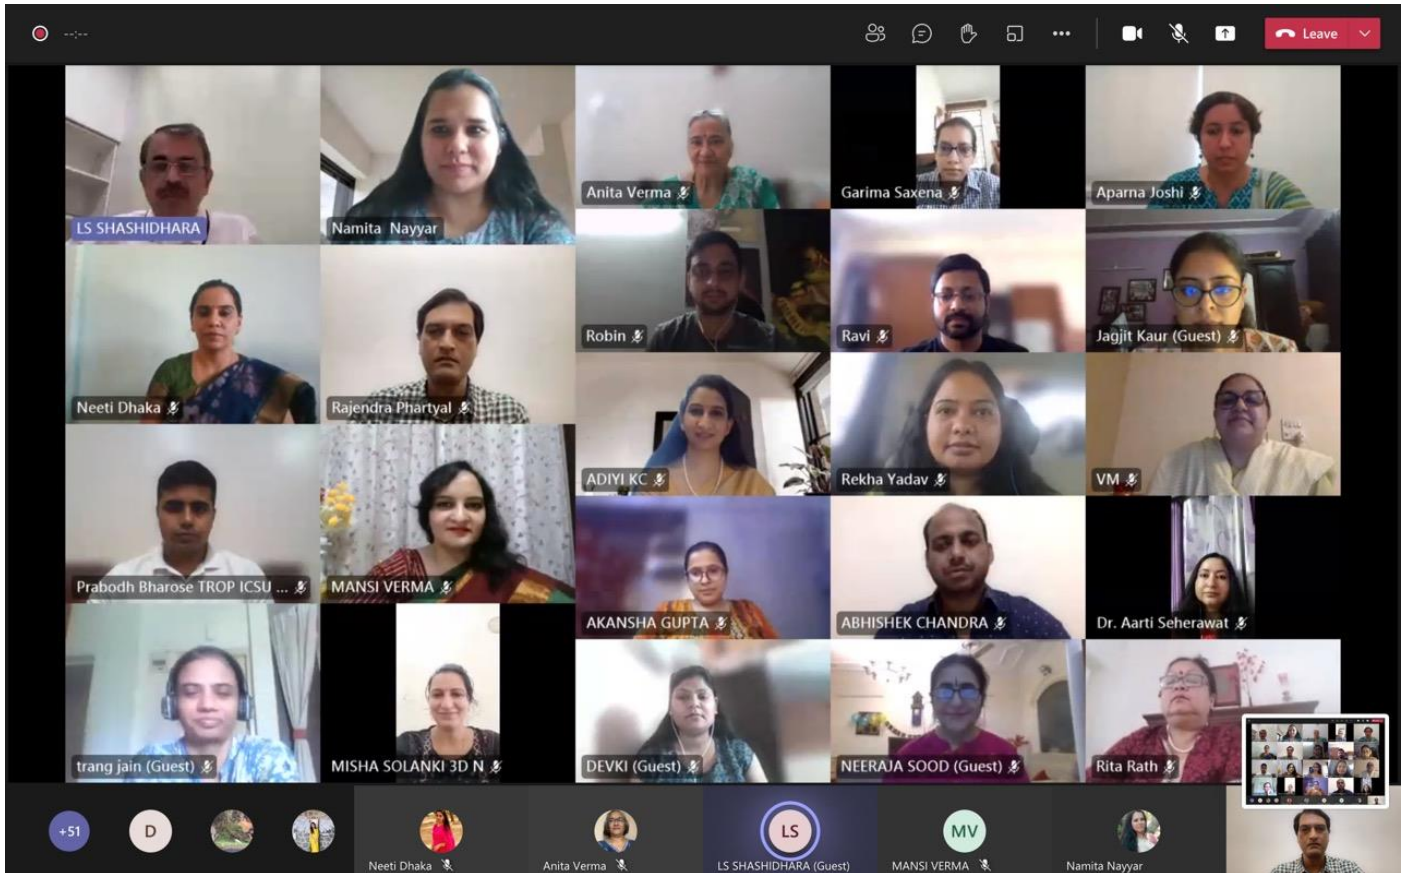 --:--
Leave
LS SHASHIDHARA
Namita Nayyar
Anita Verma
Garima Saxena
Aparna Joshi
Robin
Ravi
Jagjit Kaur (Guest)
Neeti Dhaka
Rajendra Phartyal
ADIYI KC
Rekha Yadav
VM
Prabodh Bharose TROP ICSU ...
MANSI VERMA
AKANSHA GUPTA
ABHISHEK CHANDRA
Dr. Aarti Seherawat
trang jain (Guest)
MISHA SOLANKI 3D N
DEVKI (Guest)
NEERAJA SOOD (Guest)
Rita Rath
+51
D
LS
MV
Neeti Dhaka
Anita Verma
LS SHASHIDHARA (Guest)
MANSI VERMA
Namita Nayyar